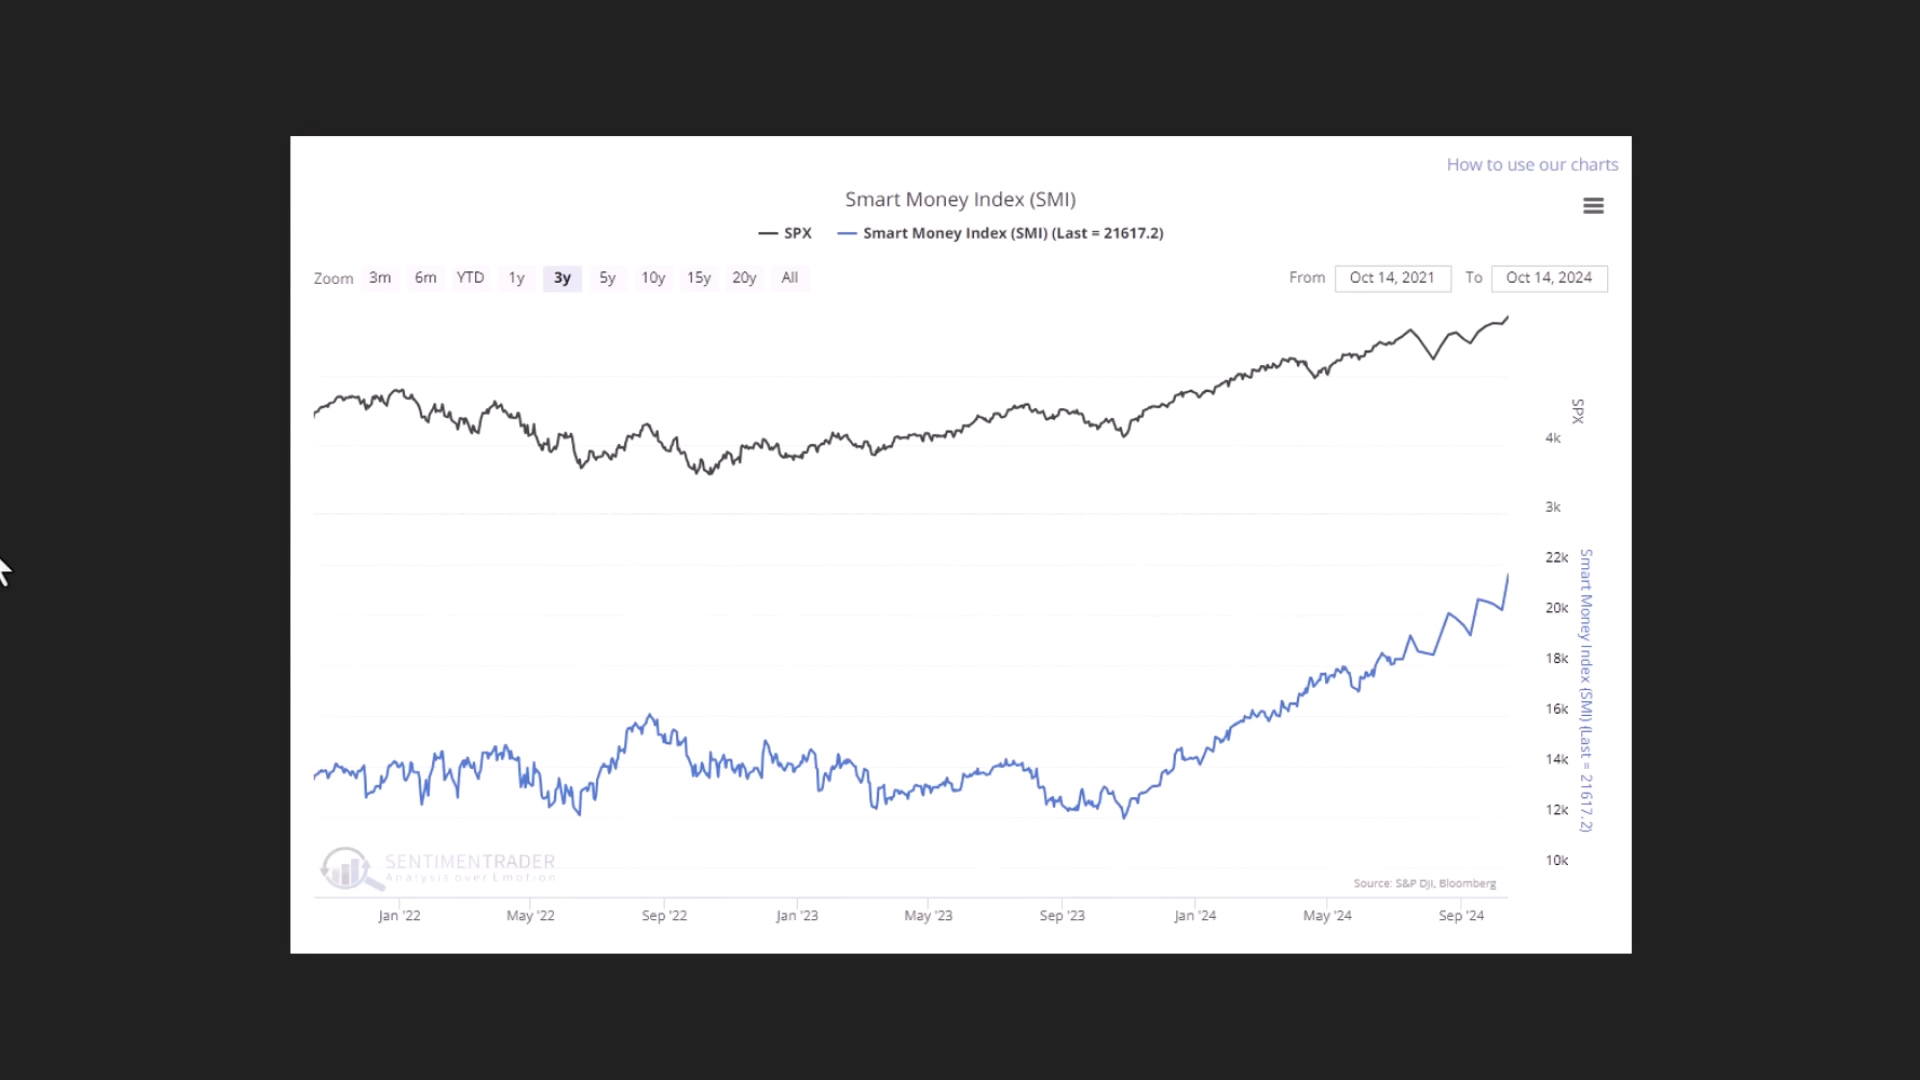 How to use our charts
Smart Money Index (SMI)
SPX Smart Money Index (SMI) (Last = 21617.2)
Zoom 3m 6m YTD 1y 3y 5y 10y 15y 20y All From Oct 14, 2021 To Oct 14, 2024
SPX
4k
3k
22k
20k
18k
16k
14k
12k
10k
Smart Money Index (SMI) (Last = 21617.2)
SENTIMENTRADER
Analysis over Emotion
Source: S&P DJI, Bloomberg
Jan '22 May '22 Sep '22 Jan '23 May '23 Sep '23 Jan '24 May '24 Sep '24